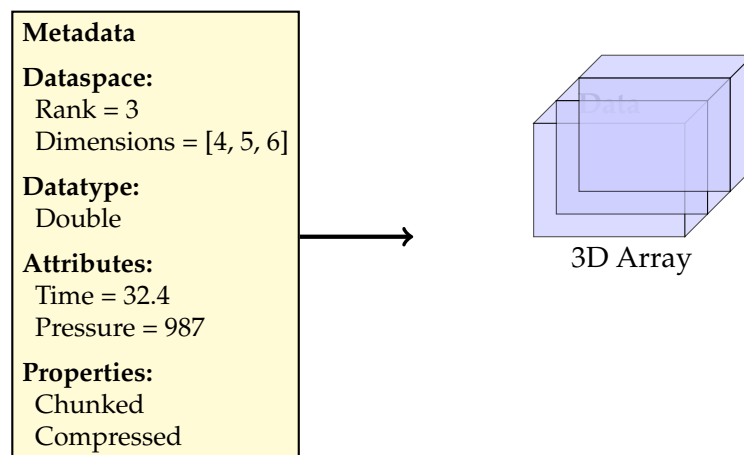 Metadata
Dataspace:
Rank = 3
Dimensions = [4, 5, 6]
Datatype:
Double
Attributes:
Time = 32.4
Pressure = 987
Properties:
Chunked
Compressed
Data
3D Array